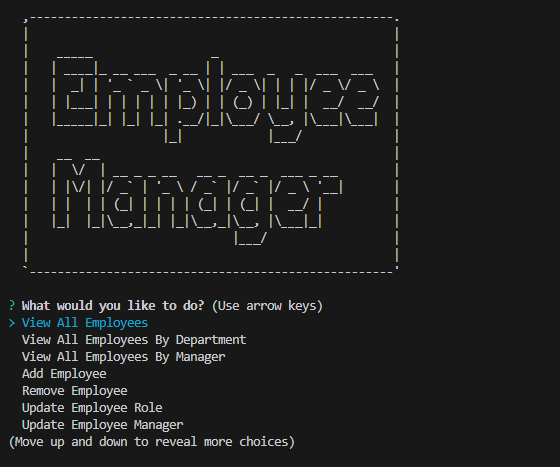 Employee
Manager
? What would you like to do? (Use arrow keys)
> View All Employees
View All Employees By Department
View All Employees By Manager
Add Employee
Remove Employee
Update Employee Role
Update Employee Manager
(Move up and down to reveal more choices)